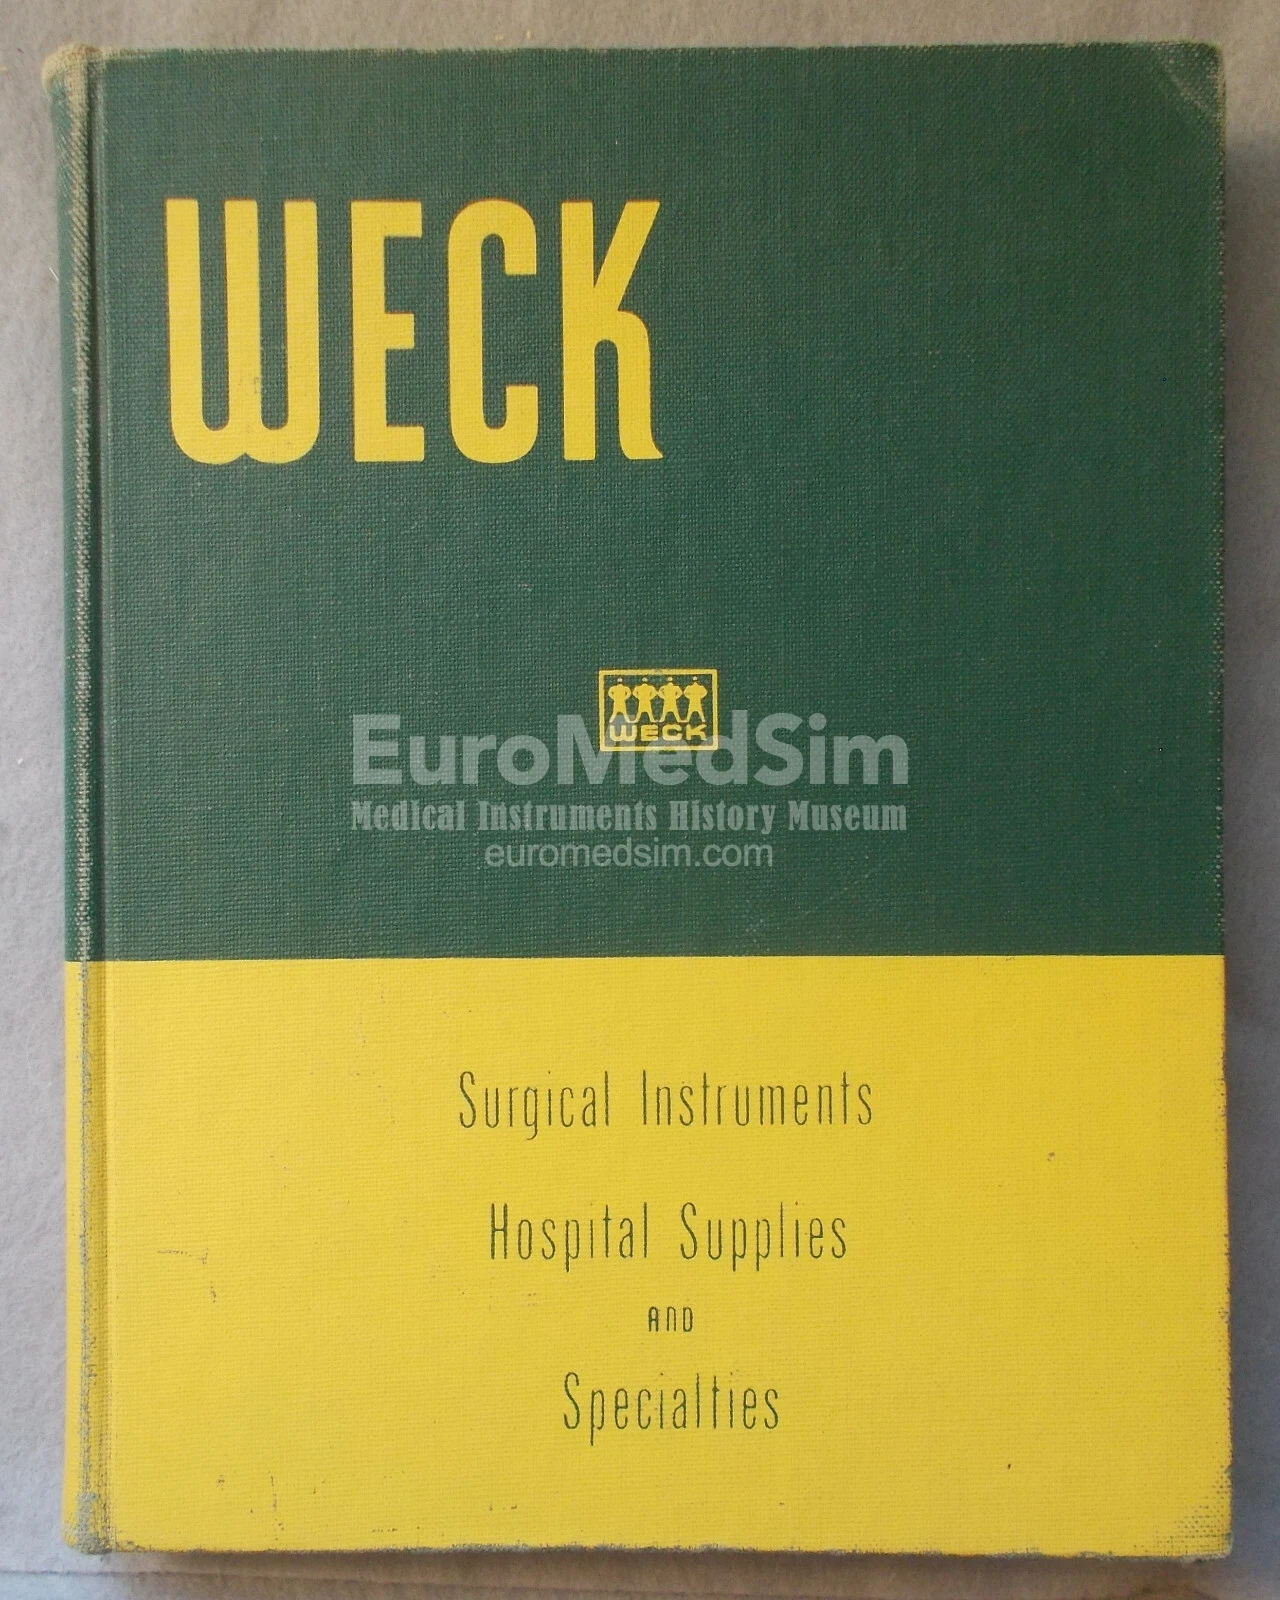 WECK
WECK
EuroMedSim
Medical Instruments History Museum
euromedsim.com
Surgical Instruments
Hospital Supplies
AND
Specialties